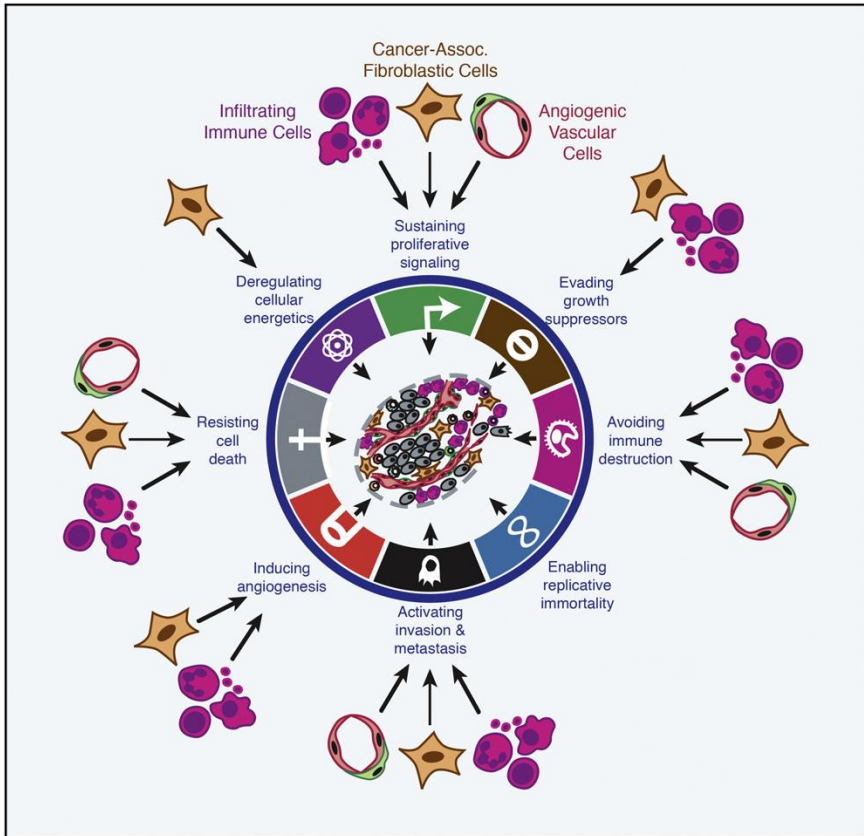 Cancer-Assoc.
Fibroblastic Cells
Infiltrating
Immune Cells
Angiogenic
Vascular
Cells
Sustaining
proliferative
signaling
Deregulating
cellular
energetics
Evading
growth
suppressors
Resisting
cell
death
Avoiding
immune
destruction
Inducing
angiogenesis
Enabling
replicative
immortality
Activating
invasion &
metastasis